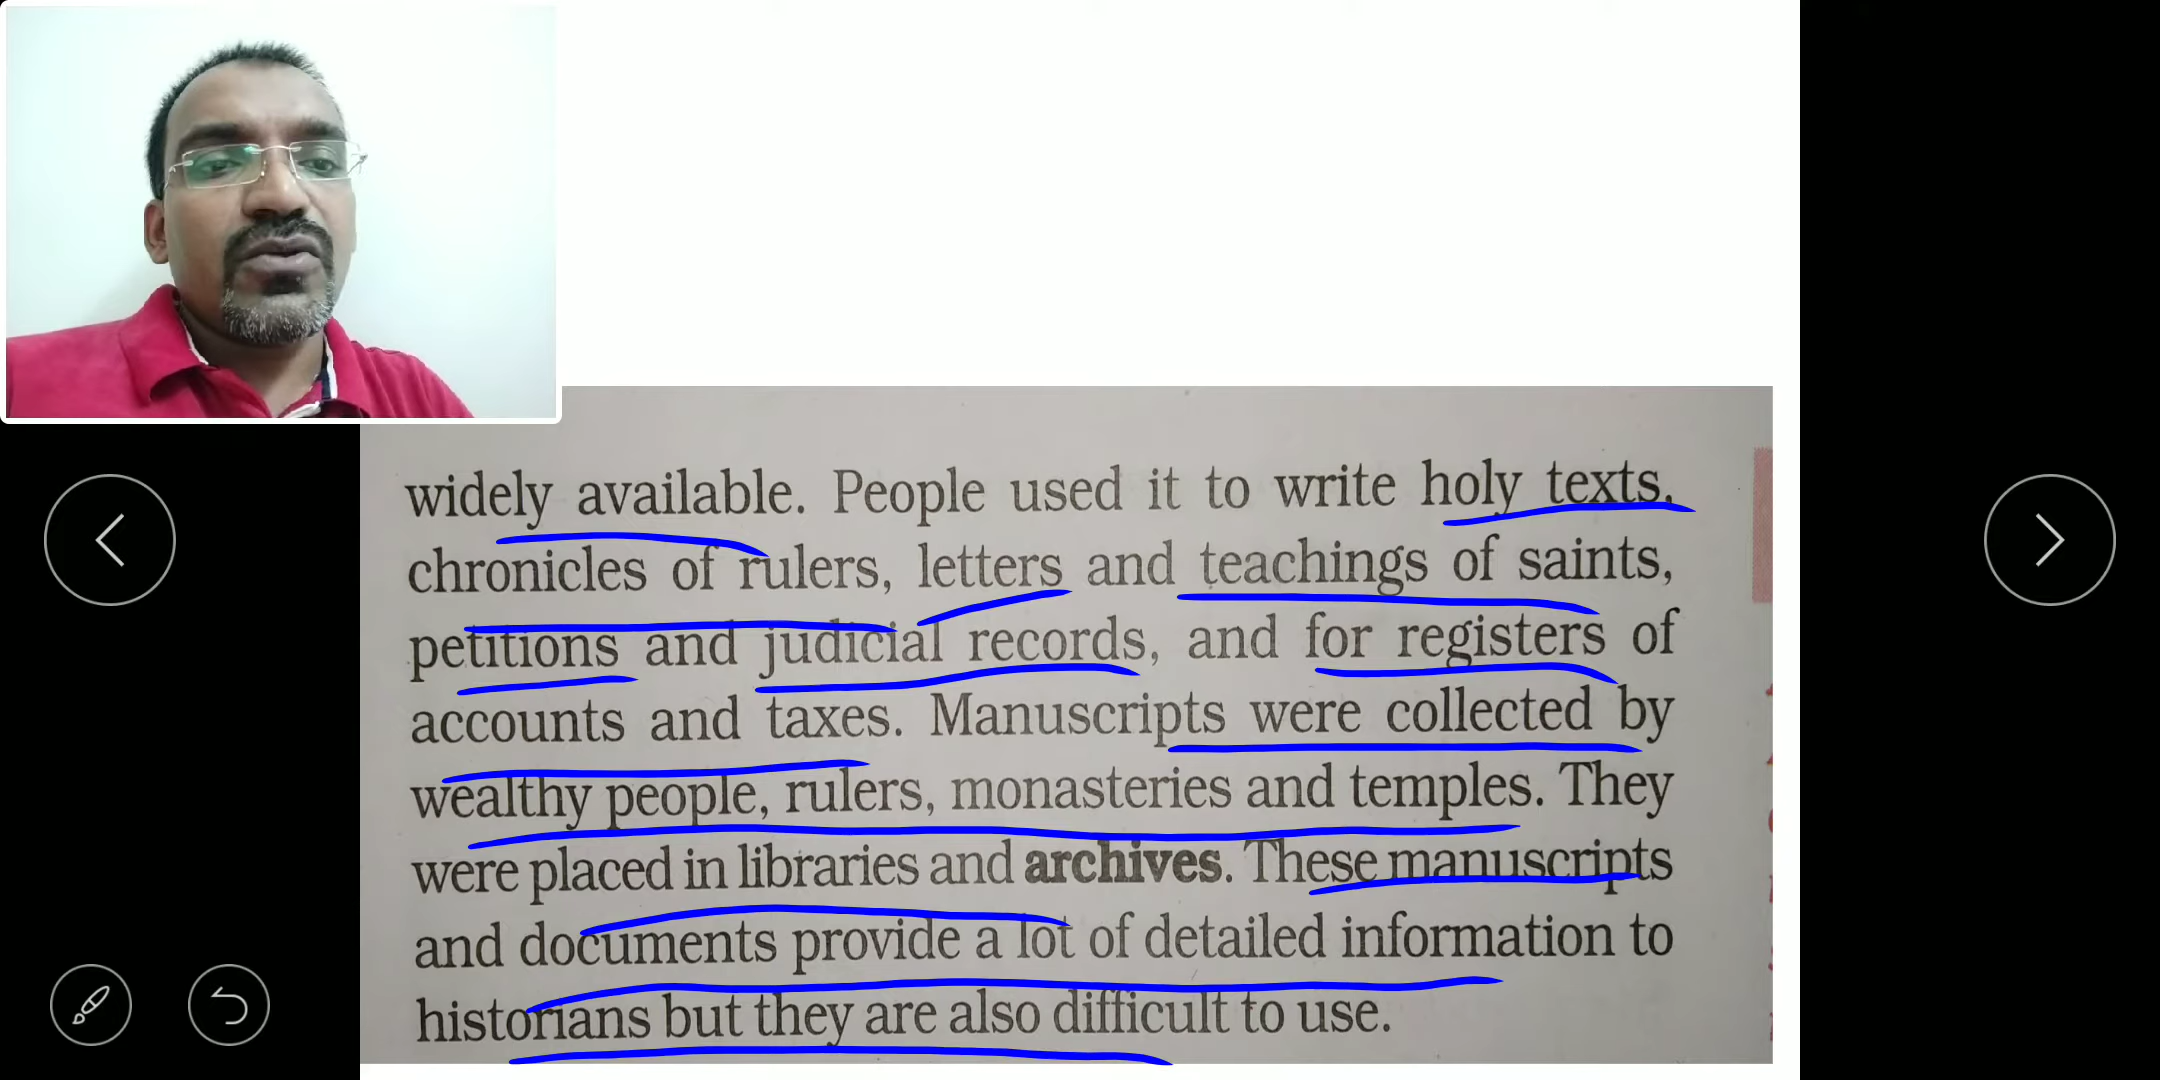 widely available. People used it to write holy texts,
chronicles of rulers, letters and teachings of saints,
petitions and judicial records, and for registers of
accounts and taxes. Manuscripts were collected by
wealthy people, rulers, monasteries and temples. They
were placed in libraries and archives. These manuscripts
and documents provide a lot of detailed information to
historians but they are also difficult to use.